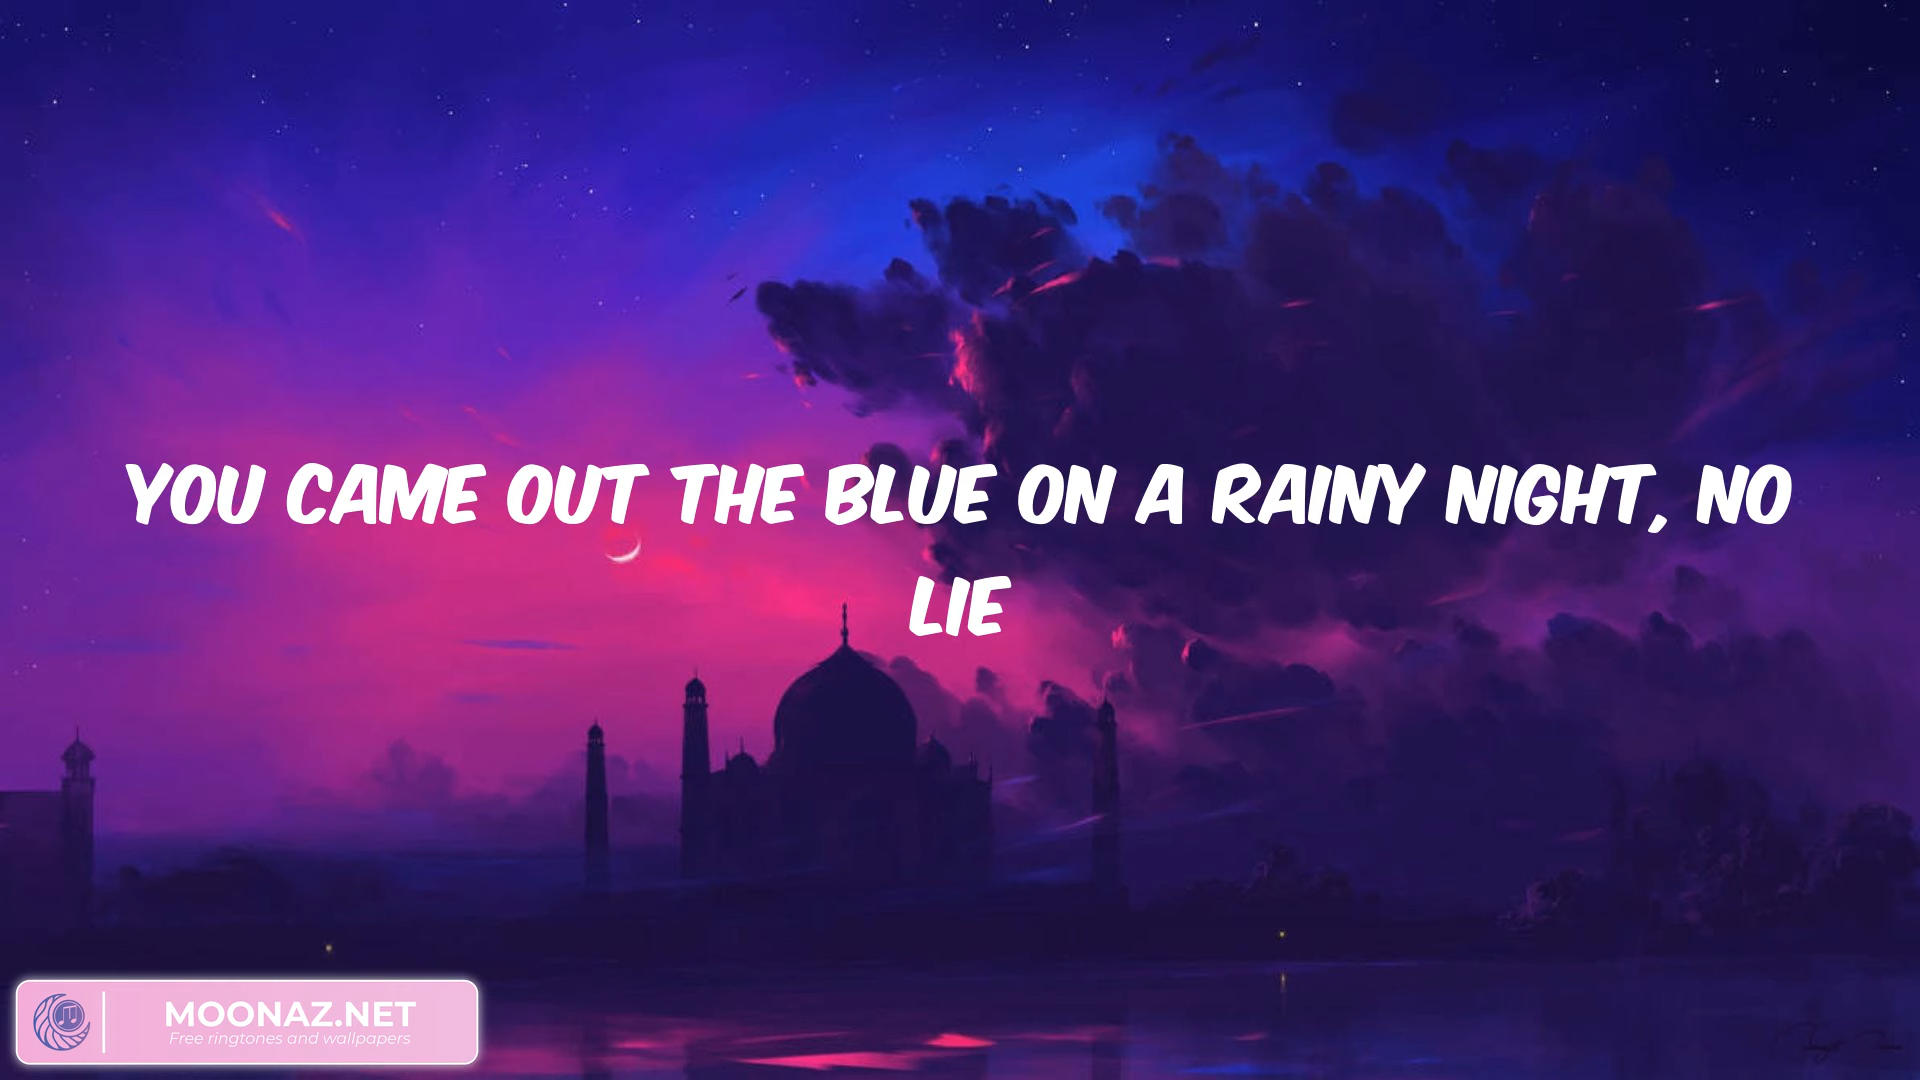 YOU CAME OUT THE BLUE ON A RAINY NIGHT, NO
LIE
MOONAZ.NET
Free ringtones and wallpapers